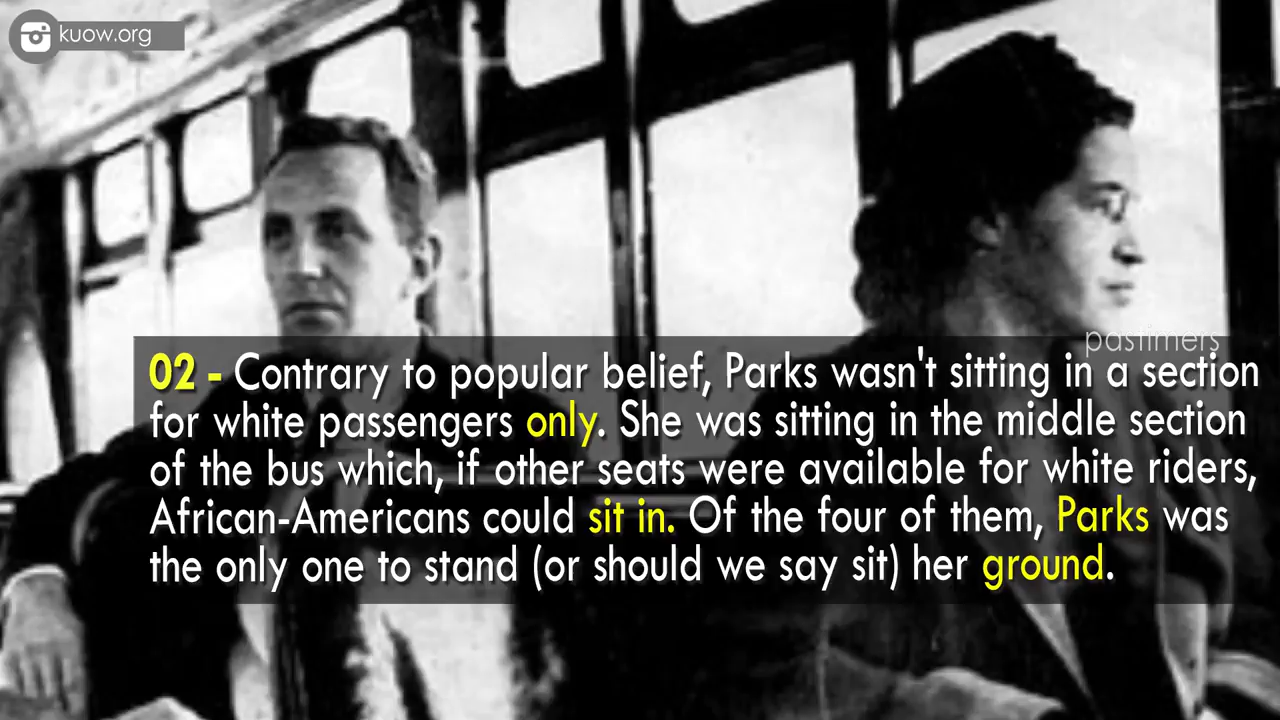 kuow.org
pastimers
02 - Contrary to popular belief, Parks wasn't sitting in a section
for white passengers only. She was sitting in the middle section
of the bus which, if other seats were available for white riders,
African-Americans could sit in. Of the four of them, Parks was
the only one to stand (or should we say sit) her ground.